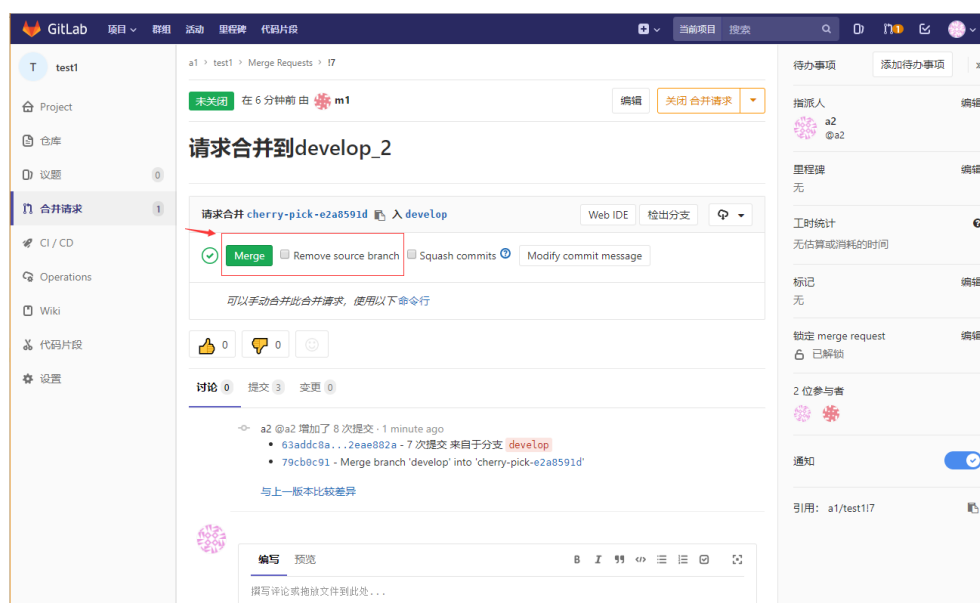 GitLab 项目 群组 活动 里程碑 代码片段 当前项目 搜索 1
T test1
Project
仓库
议题 0
合并请求 1
CI / CD
Operations
Wiki
代码片段
设置
a1 > test1 > Merge Requests > !7
未关闭 在 6 分钟前 由 m1 编辑 关闭 合并请求
请求合并到develop_2
请求合并 cherry-pick-e2a8591d 入 develop Web IDE 检出分支
Merge Remove source branch Squash commits Modify commit message
可以手动合并此合并请求，使用以下 命令行
0 0
讨论 0 提交 3 变更 0
a2 @a2 增加了 8 次提交 · 1 minute ago
63addc8a...2eae882a - 7 次提交 来自于分支 develop
79cb0c91 - Merge branch 'develop' into 'cherry-pick-e2a8591d'
与上一版本比较差异
编写 预览 B I
撰写评论或拖放文件到此处...
待办事项 添加待办事项
指派人 编辑
a2
@a2
里程碑 编辑
无
工时统计
无估算或消耗的时间
标记 编辑
无
锁定 merge request 编辑
已解锁
2 位参与者
通知
引用： a1/test1!7